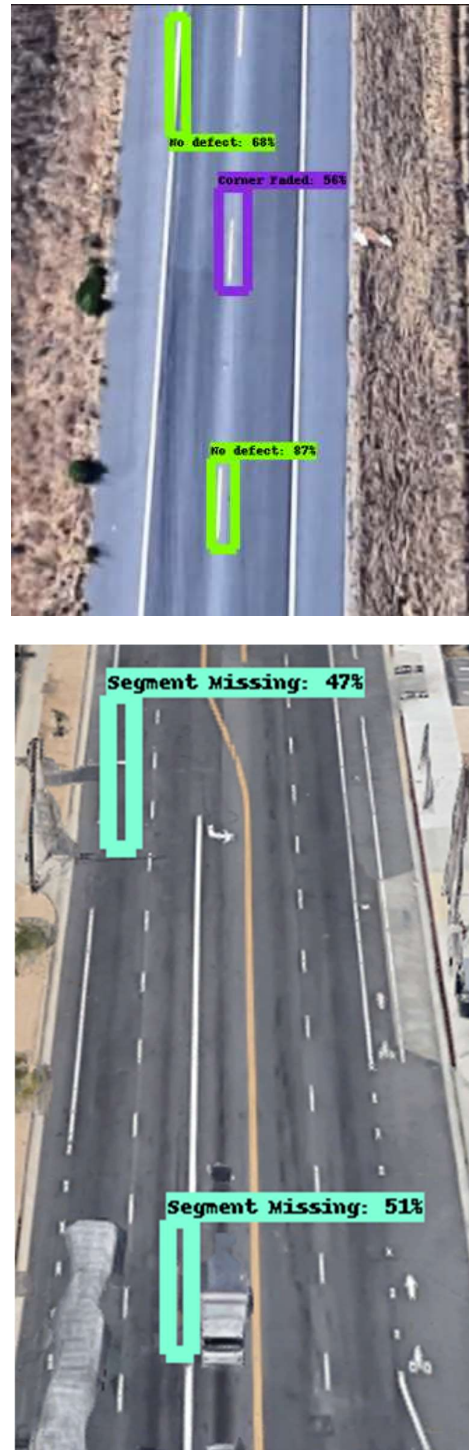 No defect: 68%
Corner Faded: 56%
No defect: 87%
Segment Missing: 47%
Segment Missing: 51%